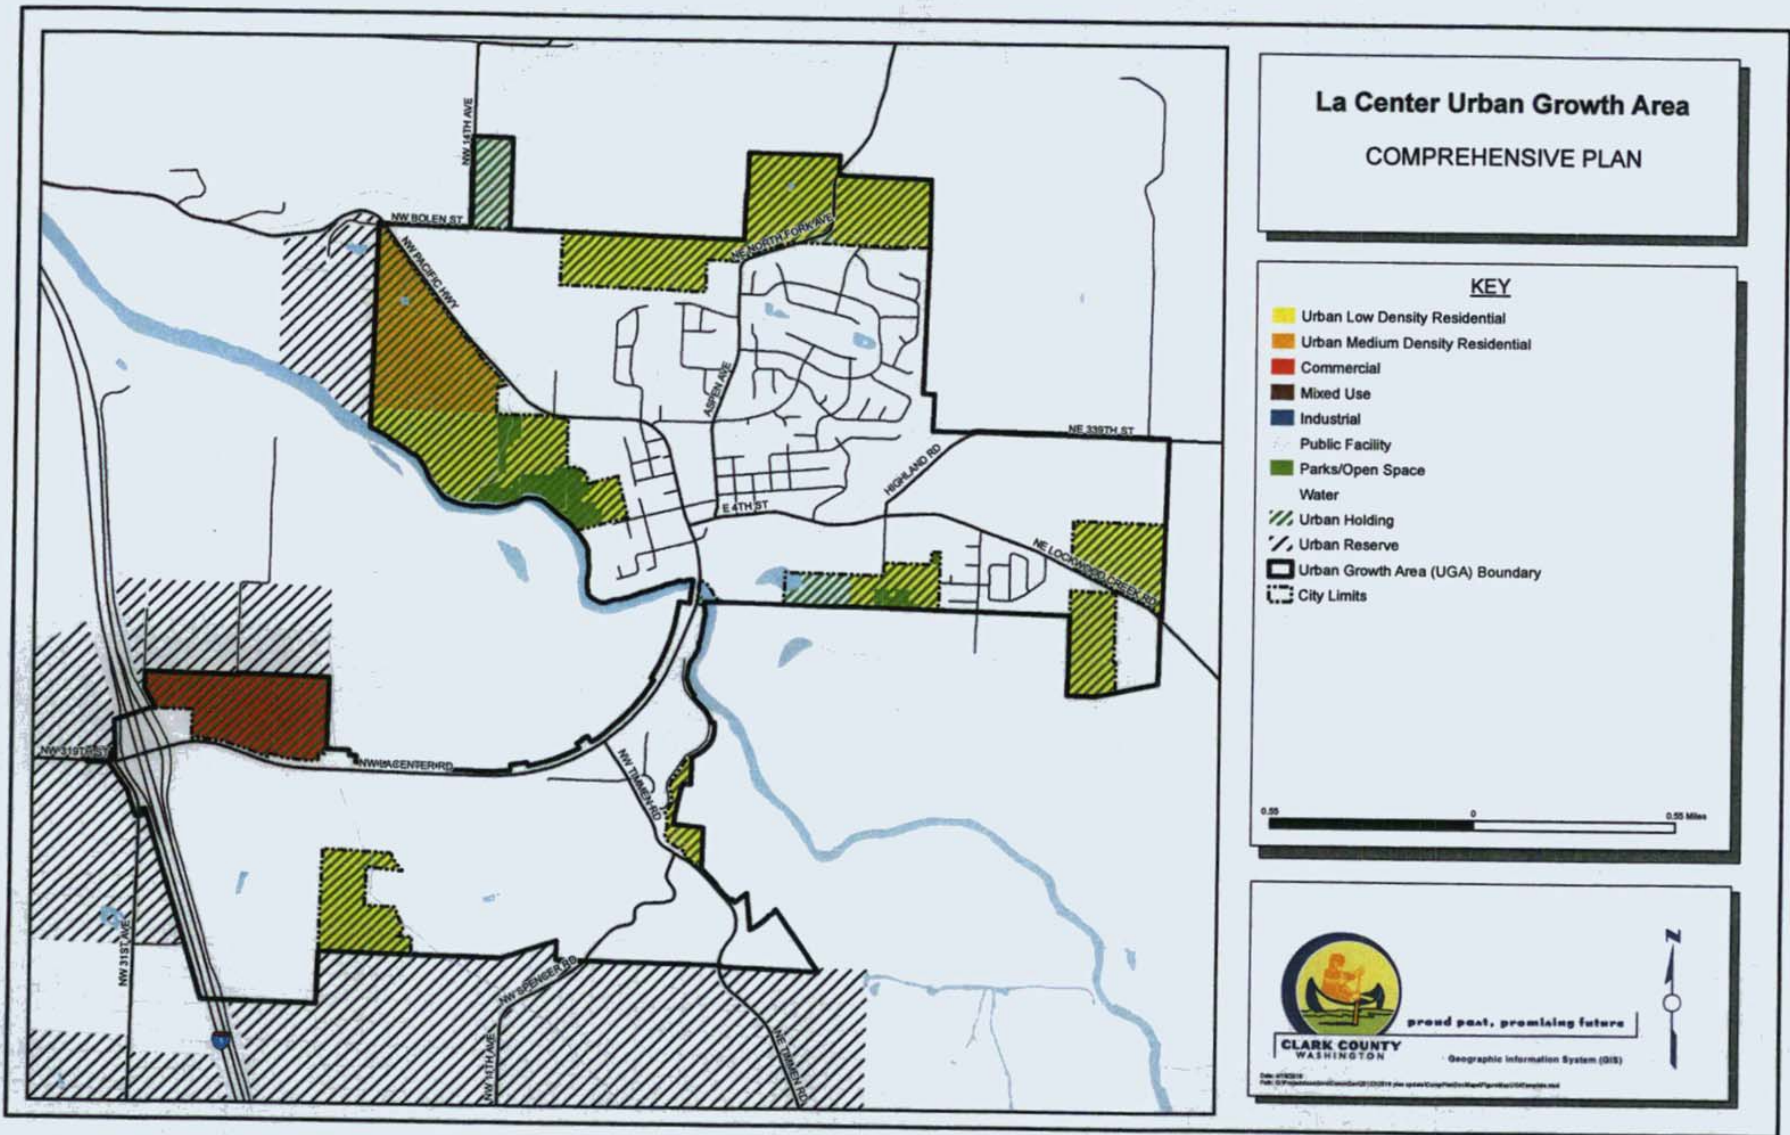 La Center Urban Growth Area
COMPREHENSIVE PLAN
KEY
Urban Low Density Residential
Urban Medium Density Residential
Commercial
Mixed Use
Industrial
Public Facility
Parks/Open Space
Water
Urban Holding
Urban Reserve
Urban Growth Area (UGA) Boundary
City Limits
0.55 0 0.55 Miles
NW 14TH AVE
NW BOLEN ST
NW PACIFIC HWY
NE NORTH FORK AVE
ASPEN AVE
NE 339TH ST
HIGHLAND RD
E 4TH ST
NE LOCKWOOD CREEK RD
NW 319TH ST
NW LACENTER RD
NW TIMMEN RD
NW 31ST AVE
NW SPENCER RD
NW 14TH AVE
NE TIMMEN RD
N
proud past, promising future
CLARK COUNTY
WASHINGTON
Geographic Information System (GIS)